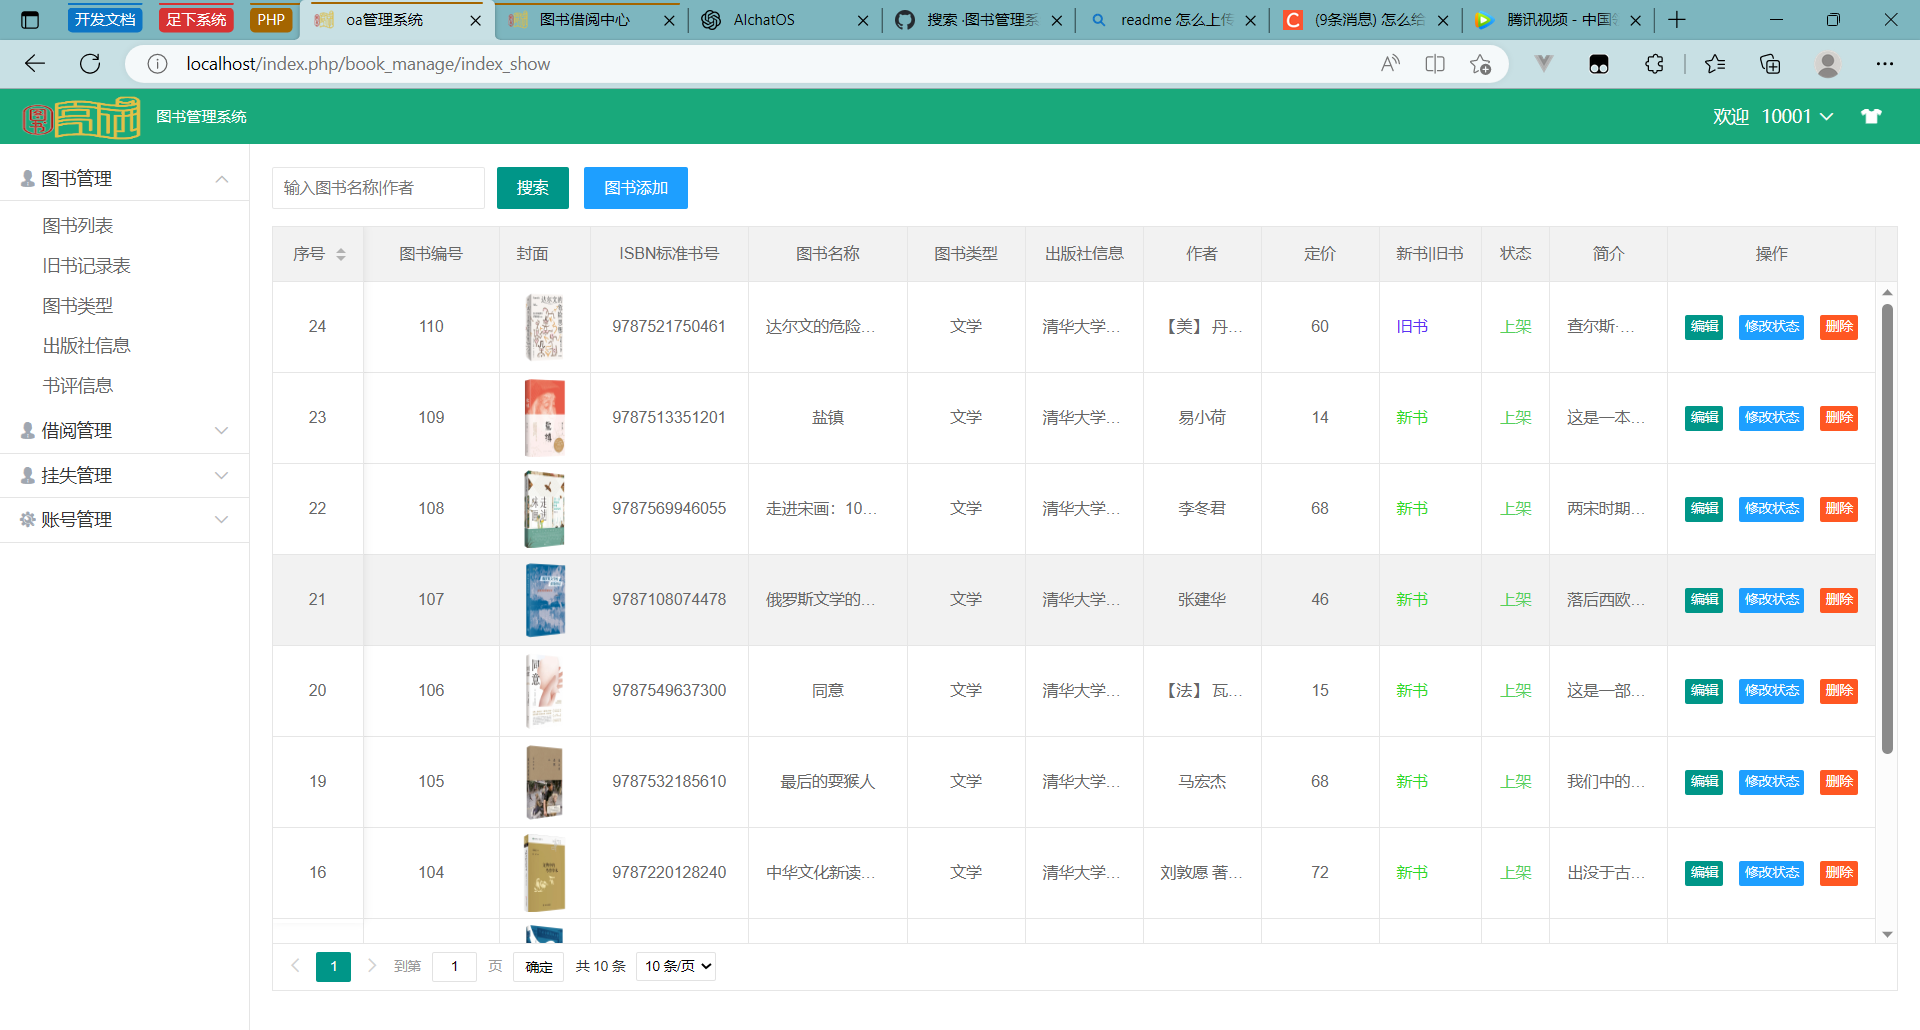 开发文档 足下系统 PHP oa管理系统 图书借阅中心 AIchatOS 搜索 ·图书管理系 readme 怎么上传 (9条消息) 怎么给 腾讯视频 - 中国
localhost/index.php/book_manage/index_show
图书管理系统 欢迎 10001
图书管理
图书列表
旧书记录表
图书类型
出版社信息
书评信息
借阅管理
挂失管理
账号管理
输入图书名称|作者 搜索 图书添加
序号 图书编号 封面 ISBN标准书号 图书名称 图书类型 出版社信息 作者 定价 新书|旧书 状态 简介 操作
24 110 9787521750461 达尔文的危险... 文学 清华大学... 【美】丹... 60 旧书 上架 查尔斯·... 编辑 修改状态 删除
23 109 9787513351201 盐镇 文学 清华大学... 易小荷 14 新书 上架 这是一本... 编辑 修改状态 删除
22 108 9787569946055 走进宋画：10... 文学 清华大学... 李冬君 68 新书 上架 两宋时期... 编辑 修改状态 删除
21 107 9787108074478 俄罗斯文学的... 文学 清华大学... 张建华 46 新书 上架 落后西欧... 编辑 修改状态 删除
20 106 9787549637300 同意 文学 清华大学... 【法】瓦... 15 新书 上架 这是一部... 编辑 修改状态 删除
19 105 9787532185610 最后的耍猴人 文学 清华大学... 马宏杰 68 新书 上架 我们中的... 编辑 修改状态 删除
16 104 9787220128240 中华文化新读... 文学 清华大学... 刘敦愿 著... 72 新书 上架 出没于古... 编辑 修改状态 删除
1 到第 1 页 确定 共 10 条 10 条/页